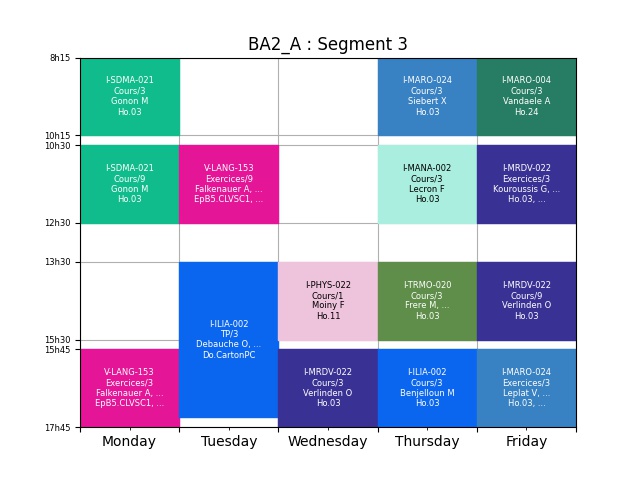 BA2_A : Segment 3
8h15
10h15
10h30
12h30
13h30
15h30
15h45
17h45
I-SDMA-021
Cours/3
Gonon M
Ho.03
I-SDMA-021
Cours/9
Gonon M
Ho.03
V-LANG-153
Exercices/3
Falkenauer A, ...
EpB5.CLVSC1, ...
V-LANG-153
Exercices/9
Falkenauer A, ...
EpB5.CLVSC1, ...
I-ILIA-002
TP/3
Debauche O, ...
Do.CartonPC
I-PHYS-022
Cours/1
Moiny F
Ho.11
I-MRDV-022
Cours/3
Verlinden O
Ho.03
I-MARO-024
Cours/3
Siebert X
Ho.03
I-MANA-002
Cours/3
Lecron F
Ho.03
I-TRMO-020
Cours/3
Frere M, ...
Ho.03
I-ILIA-002
Cours/3
Benjelloun M
Ho.03
I-MARO-004
Cours/3
Vandaele A
Ho.24
I-MRDV-022
Exercices/3
Kouroussis G, ...
Ho.03, ...
I-MRDV-022
Cours/9
Verlinden O
Ho.03
I-MARO-024
Exercices/3
Leplat V, ...
Ho.03, ...
Monday
Tuesday
Wednesday
Thursday
Friday